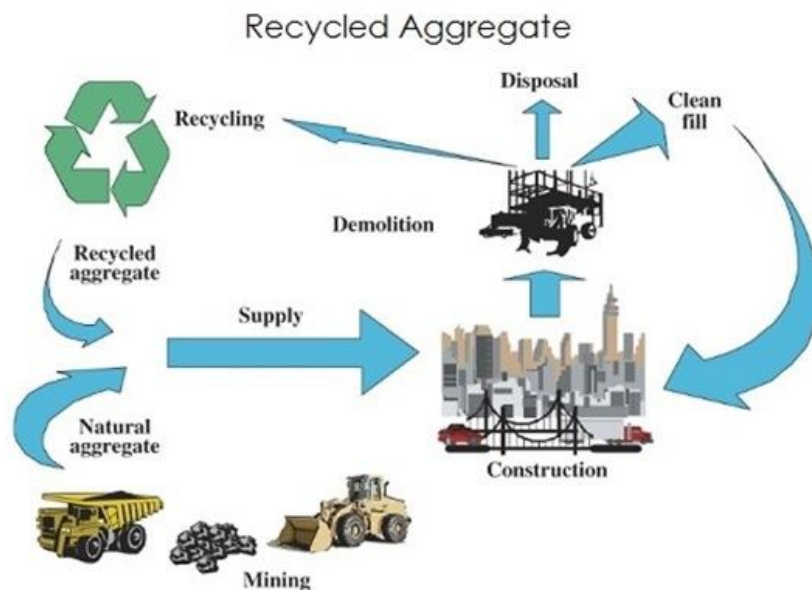 Recycled Aggregate
Disposal
Clean
fill
Recycling
Demolition
Recycled
aggregate
Supply
Natural
aggregate
Construction
Mining